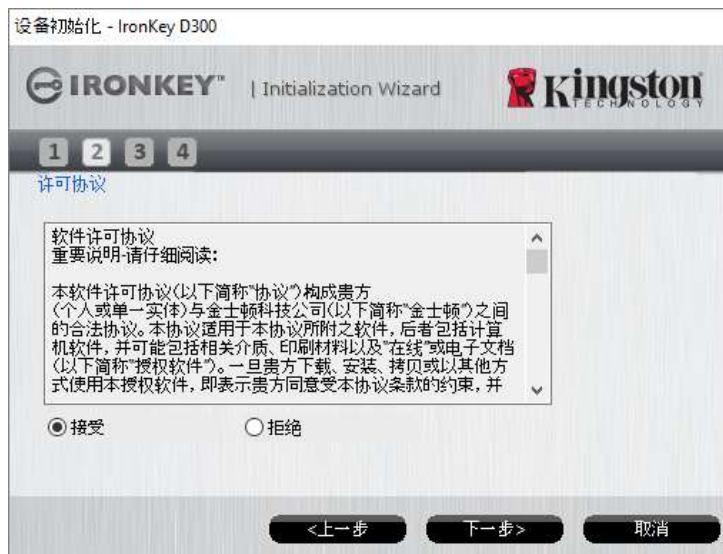 设备初始化 - IronKey D300
IRONKEY™ | Initialization Wizard
Kingston
TECHNOLOGY
1 2 3 4
许可协议
软件许可协议
重要说明-请仔细阅读：
本软件许可协议(以下简称“协议”)构成贵方
(个人或单一实体)与金士顿科技公司(以下简称“金士顿”)之间
的合法协议。本协议适用于本协议所附之软件，后者包括计算
机软件，并可能包括相关介质、印刷材料以及“在线”或电子文档
(以下简称“授权软件”)。一旦贵方下载、安装、拷贝或以其他方
式使用本授权软件，即表示贵方同意受本协议条款的约束，并
接受 拒绝
<上一步 下一步> 取消